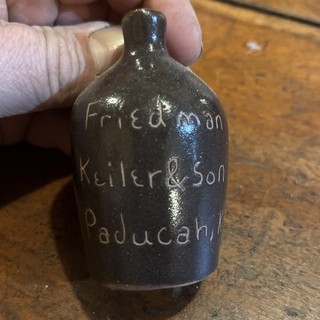 Friedman
Keiler & Son
Paducah,